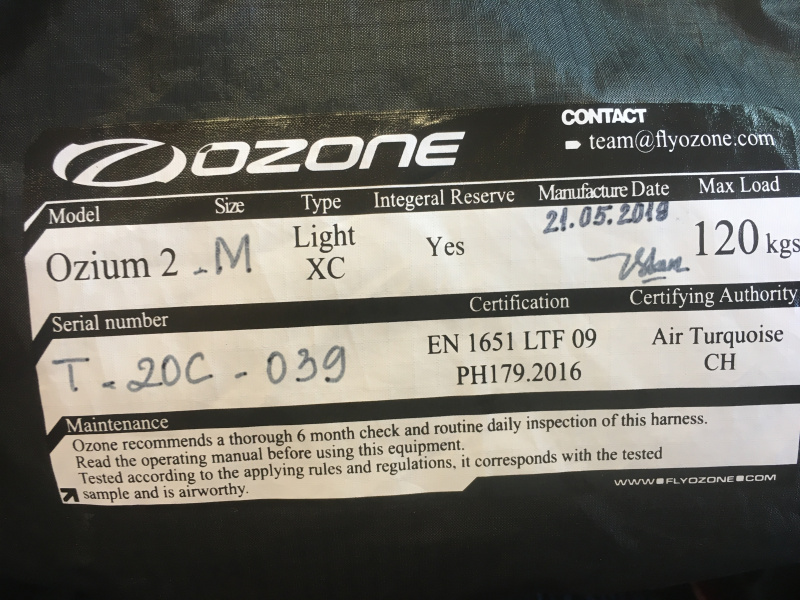 OZONE
CONTACT
team@flyozone.com
Model Size Type Integeral Reserve Manufacture Date Max Load
Ozium 2 -M Light XC Yes 21.05.2018 120 kgs
Serial number Certification Certifying Authority
T-20C-039 EN 1651 LTF 09 Air Turquoise
PH179.2016 CH
Maintenance
Ozone recommends a thorough 6 month check and routine daily inspection of this harness.
Read the operating manual before using this equipment.
Tested according to the applying rules and regulations, it corresponds with the tested
sample and is airworthy.
WWW.FLYOZONE.COM